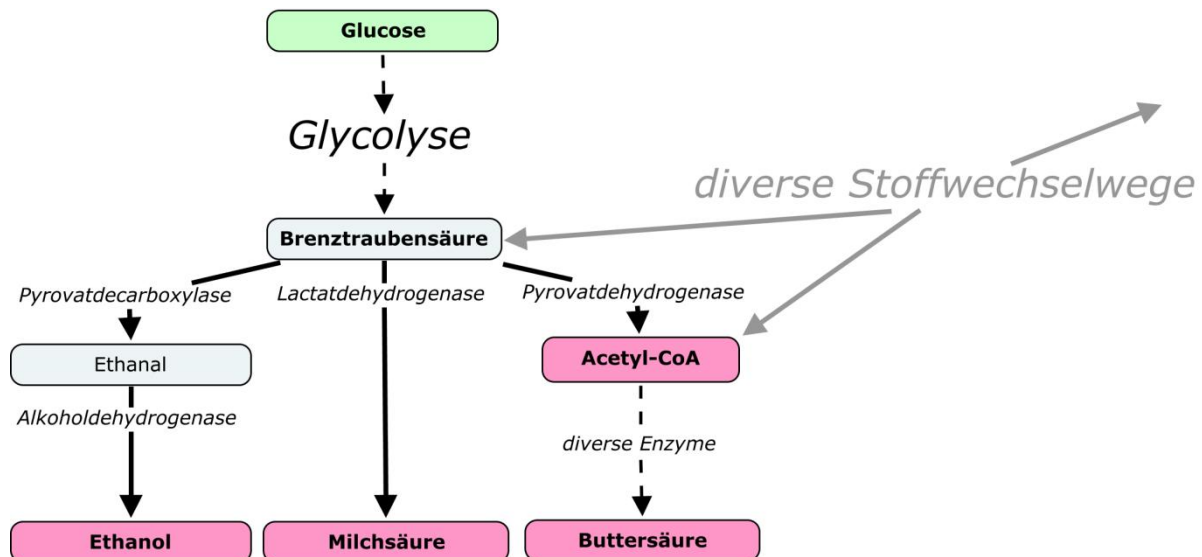 Glucose
Glycolyse
diverse Stoffwechselwege
Brenztraubensäure
Pyrovatdecarboxylase
Lactatdehydrogenase
Pyrovatdehydrogenase
Ethanal
Acetyl-CoA
Alkoholdehydrogenase
diverse Enzyme
Ethanol
Milchsäure
Buttersäure